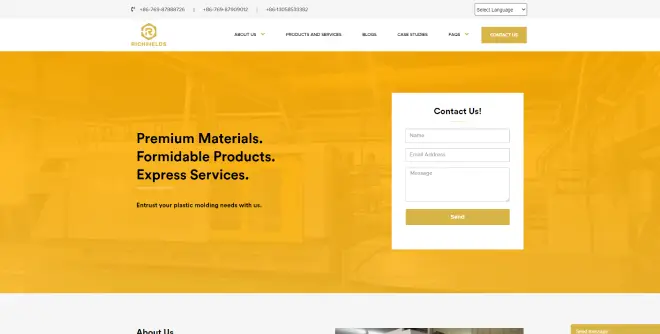 +86-769-87988726 | +86-769-87909012 | +86-13058530362
Select Language
RICHFIELDS
ABOUT US
PRODUCTS AND SERVICES
BLOGS
CASE STUDIES
FAQS
CONTACT US
Premium Materials.
Formidable Products.
Express Services.
Entrust your plastic molding needs with us.
Contact Us!
Name
Email Address
Message
Send
About Us
Send message